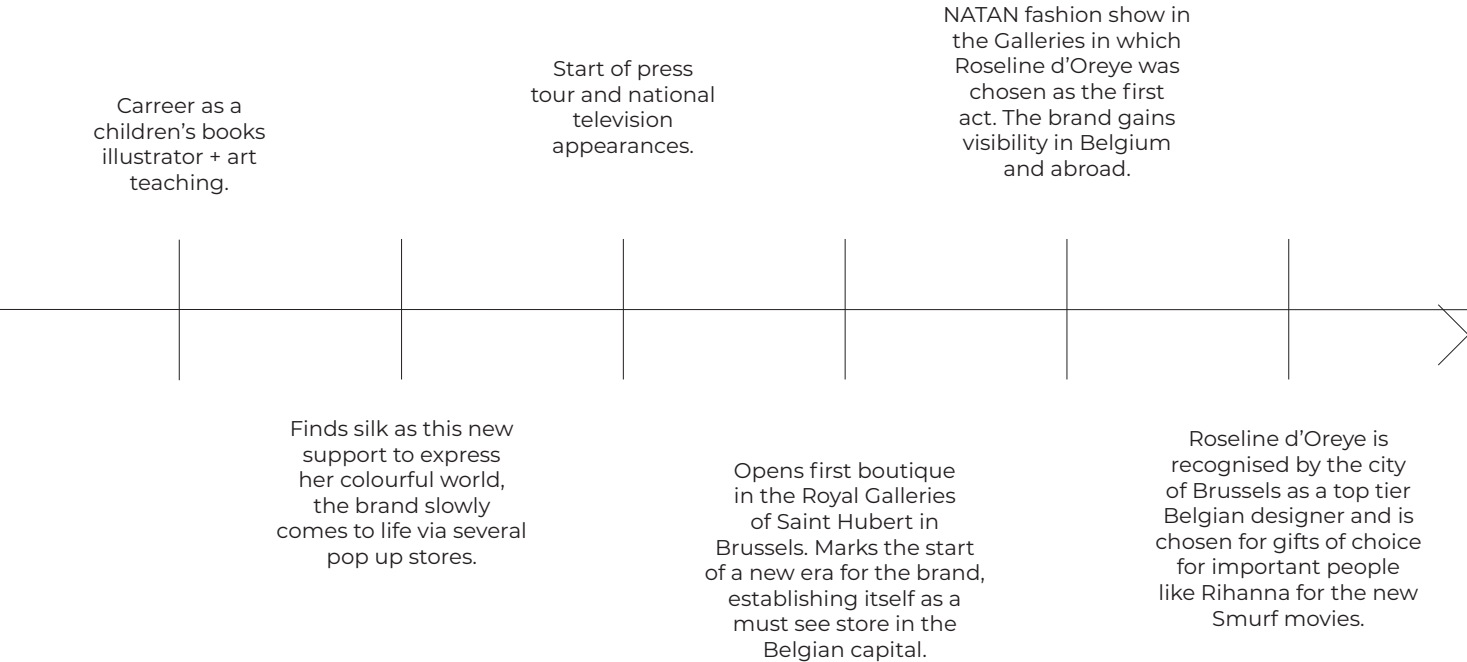 Carreer as a
children's books
illustrator + art
teaching.
Finds silk as this new
support to express
her colourful world,
the brand slowly
comes to life via several
pop up stores.
Start of press
tour and national
television
appearances.
Opens first boutique
in the Royal Galleries
of Saint Hubert in
Brussels. Marks the start
of a new era for the brand,
establishing itself as a
must see store in the
Belgian capital.
NATAN fashion show in
the Galleries in which
Roseline d’Oreye was
chosen as the first
act. The brand gains
visibility in Belgium
and abroad.
Roseline d’Oreye is
recognised by the city
of Brussels as a top tier
Belgian designer and is
chosen for gifts of choice
for important people
like Rihanna for the new
Smurf movies.